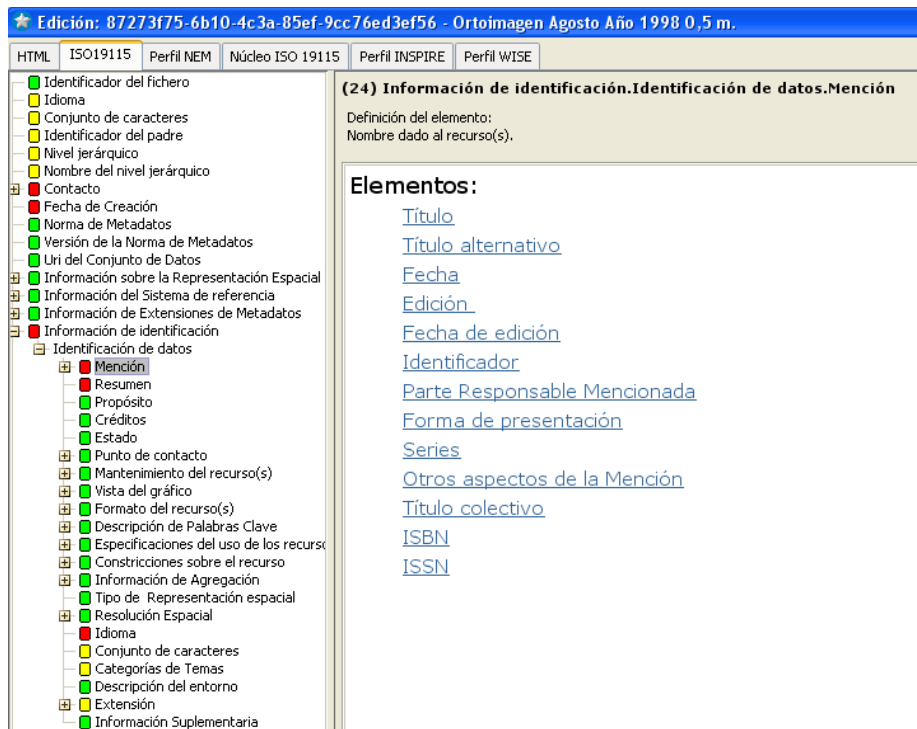 Edición: 87273f75-6b10-4c3a-85ef-9cc76ed3ef56 - Ortoimagen Agosto Año 1998 0,5 m.
HTML ISO19115 Perfil NEM Núcleo ISO 19115 Perfil INSPIRE Perfil WISE
Identificador del fichero
Idioma
Conjunto de caracteres
Identificador del padre
Nivel jerárquico
Nombre del nivel jerárquico
Contacto
Fecha de Creación
Norma de Metadatos
Versión de la Norma de Metadatos
Uri del Conjunto de Datos
Información sobre la Representación Espacial
Información del Sistema de referencia
Información de Extensiones de Metadatos
Información de identificación
Identificación de datos
Mención
Resumen
Propósito
Créditos
Estado
Punto de contacto
Mantenimiento del recurso(s)
Vista del gráfico
Formato del recurso(s)
Descripción de Palabras Clave
Especificaciones del uso de los recurso
Constricciones sobre el recurso
Información de Agregación
Tipo de Representación espacial
Resolución Espacial
Idioma
Conjunto de caracteres
Categorías de Temas
Descripción del entorno
Extensión
Información Suplementaria
(24) Información de identificación.Identificación de datos.Mención
Definición del elemento:
Nombre dado al recurso(s).
Elementos:
Título
Título alternativo
Fecha
Edición
Fecha de edición
Identificador
Parte Responsable Mencionada
Forma de presentación
Series
Otros aspectos de la Mención
Título colectivo
ISBN
ISSN